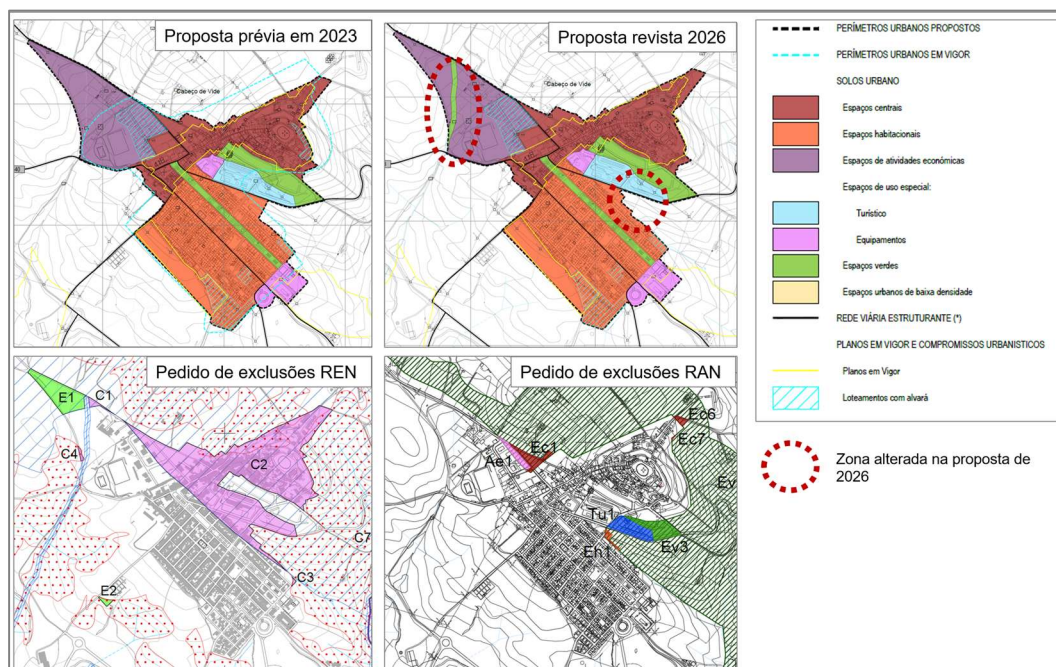 Proposta prévia em 2023
Cabeço de Vide
40
Proposta revista 2026
Cabeço de Vide
PERÍMETROS URBANOS PROPOSTOS
PERÍMETROS URBANOS EM VIGOR
SOLOS URBANO
Espaços centrais
Espaços habitacionais
Espaços de atividades económicas
Espaços de uso especial:
Turístico
Equipamentos
Espaços verdes
Espaços urbanos de baixa densidade
REDE VIÁRIA ESTRUTURANTE (*)
PLANOS EM VIGOR E COMPROMISSOS URBANISTICOS
Planos em Vigor
Loteamentos com alvará
Zona alterada na proposta de
2026
Pedido de exclusões REN
E1
C1
C4
C2
C7
C3
E2
Pedido de exclusões RAN
Ec6
Ec7
Ec1
Ae1
Ev
Tu1
Eh1
Ev3